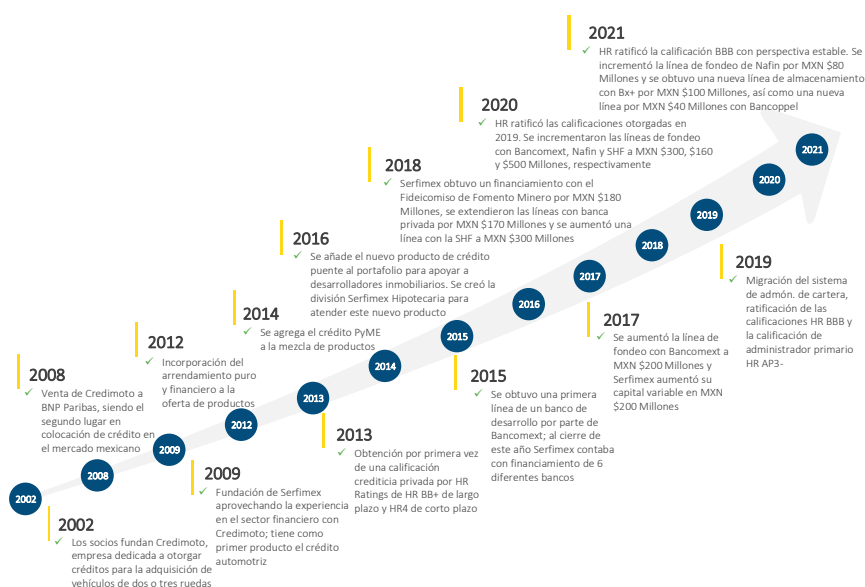 2021
✓ HR ratificó la calificación BBB con perspectiva estable. Se
incrementó la línea de fondeo de Nafin por MXN $80
Millones y se obtuvo una nueva línea de almacenamiento
con Bx+ por MXN $100 Millones, así como una nueva
línea por MXN $40 Millones con Bancoppel
2020
✓ HR ratificó las calificaciones otorgadas en
2019. Se incrementaron las líneas de fondeo
con Bancomext, Nafin y SHF a MXN $300, $160
y $500 Millones, respectivamente
2018
✓ Serfimex obtuvo un financiamiento con el
Fideicomiso de Fomento Minero por MXN $180
Millones, se extendieron las líneas con banca
privada por MXN $170 Millones y se aumentó una
línea con la SHF a MXN $300 Millones
2016
✓ Se añade el nuevo producto de crédito
puente al portafolio para apoyar a
desarrolladores inmobiliarios. Se creó la
división Serfimex Hipotecaria para
atender este nuevo producto
2014
✓ Se agrega el crédito PyME
a la mezcla de productos
2012
✓ Incorporación del
arrendamiento puro
y financiero a la
oferta de productos
2008
✓ Venta de Credimoto a
BNP Paribas, siendo el
segundo lugar en
colocación de crédito en
el mercado mexicano
2002
2008
2009
2012
2013
2014
2015
2016
2017
2018
2019
2020
2021
2002
✓ Los socios fundan Credimoto,
empresa dedicada a otorgar
créditos para la adquisición de
vehículos de dos o tres ruedas
2009
✓ Fundación de Serfimex
aprovechando la experiencia
en el sector financiero con
Credimoto; tiene como
primer producto el crédito
automotriz
2013
✓ Obtención por primera vez
de una calificación
crediticia privada por HR
Ratings de HR BB+ de largo
plazo y HR4 de corto plazo
2015
✓ Se obtuvo una primera
línea de un banco de
desarrollo por parte de
Bancomext; al cierre de
este año Serfimex contaba
con financiamiento de 6
diferentes bancos
2017
✓ Se aumentó la línea de
fondeo con Bancomext a
MXN $200 Millones y
Serfimex aumentó su
capital variable en MXN
$200 Millones
2019
✓ Migración del sistema
de admón. de cartera,
ratificación de las
calificaciones HR BBB y
la calificación de
administrador primario
HR AP3-